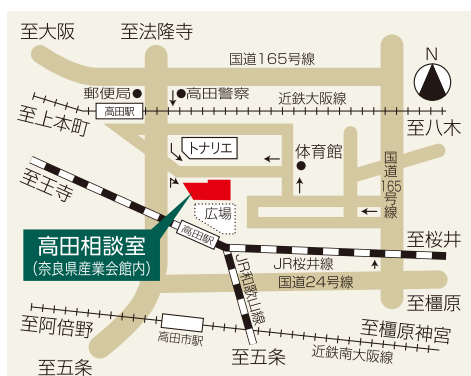 至大阪
至法隆寺
国道165号線
N
郵便局
高田警察
高田駅
近鉄大阪線
至上本町
至八木
トナリエ
体育館
国道165号線
至王寺
広場
高田相談室
(奈良県産業会館内)
高田駅
至桜井
JR桜井線
JR和歌山線
国道24号線
至橿原
至阿倍野
高田市駅
至橿原神宮
近鉄南大阪線
至五条
至五条